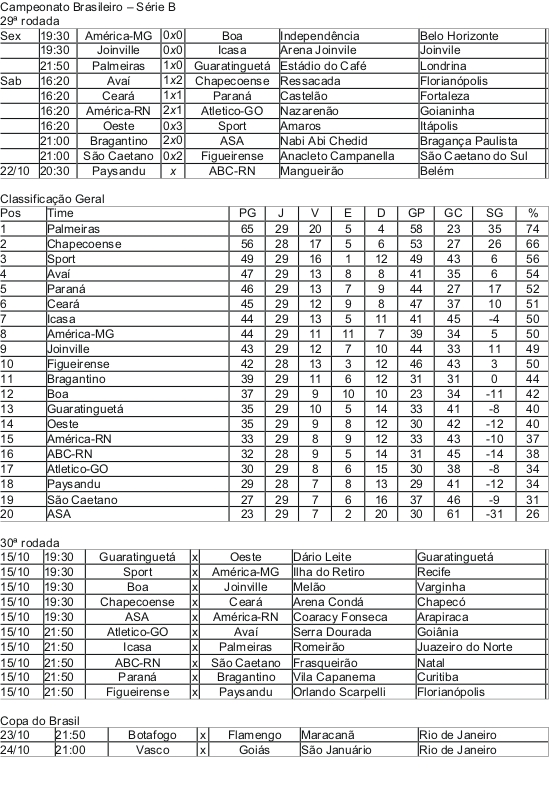 Campeonato Brasileiro – Série B
29ª rodada
Sex 19:30 América-MG 0x0 Boa Independência Belo Horizonte
19:30 Joinville 0x0 Icasa Arena Joinvile Joinvile
21:50 Palmeiras 1x0 Guaratinguetá Estádio do Café Londrina
Sab 16:20 Avaí 1x2 Chapecoense Ressacada Florianópolis
16:20 Ceará 1x1 Paraná Castelão Fortaleza
16:20 América-RN 2x1 Atletico-GO Nazarenão Goianinha
16:20 Oeste 0x3 Sport Amaros Itápolis
21:00 Bragantino 2x0 ASA Nabi Abi Chedid Bragança Paulista
21:00 São Caetano 0x2 Figueirense Anacleto Campanella São Caetano do Sul
22/10 20:30 Paysandu x ABC-RN Mangueirão Belém
Classificação Geral
Pos Time PG J V E D GP GC SG %
1 Palmeiras 65 29 20 5 4 58 23 35 74
2 Chapecoense 56 28 17 5 6 53 27 26 66
3 Sport 49 29 16 1 12 49 43 6 56
4 Avaí 47 29 13 8 8 41 35 6 54
5 Paraná 46 29 13 7 9 44 27 17 52
6 Ceará 45 29 12 9 8 47 37 10 51
7 Icasa 44 29 13 5 11 41 45 -4 50
8 América-MG 44 29 11 11 7 39 34 5 50
9 Joinville 43 29 12 7 10 44 33 11 49
10 Figueirense 42 28 13 3 12 46 43 3 50
11 Bragantino 39 29 11 6 12 31 31 0 44
12 Boa 37 29 9 10 10 23 34 -11 42
13 Guaratinguetá 35 29 10 5 14 33 41 -8 40
14 Oeste 35 29 9 8 12 30 42 -12 40
15 América-RN 33 29 8 9 12 33 43 -10 37
16 ABC-RN 32 28 9 5 14 31 45 -14 38
17 Atletico-GO 30 29 8 6 15 30 38 -8 34
18 Paysandu 29 28 7 8 13 29 41 -12 34
19 São Caetano 27 29 7 6 16 37 46 -9 31
20 ASA 23 29 7 2 20 30 61 -31 26
30ª rodada
15/10 19:30 Guaratinguetá x Oeste Dário Leite Guaratinguetá
15/10 19:30 Sport x América-MG Ilha do Retiro Recife
15/10 19:30 Boa x Joinville Melão Varginha
15/10 19:30 Chapecoense x Ceará Arena Condá Chapecó
15/10 19:30 ASA x América-RN Coaracy Fonseca Arapiraca
15/10 21:50 Atletico-GO x Avaí Serra Dourada Goiânia
15/10 21:50 Icasa x Palmeiras Romeirão Juazeiro do Norte
15/10 21:50 ABC-RN x São Caetano Frasqueirão Natal
15/10 21:50 Paraná x Bragantino Vila Capanema Curitiba
15/10 21:50 Figueirense x Paysandu Orlando Scarpelli Florianópolis
Copa do Brasil
23/10 21:50 Botafogo x Flamengo Maracanã Rio de Janeiro
24/10 21:00 Vasco x Goiás São Januário Rio de Janeiro